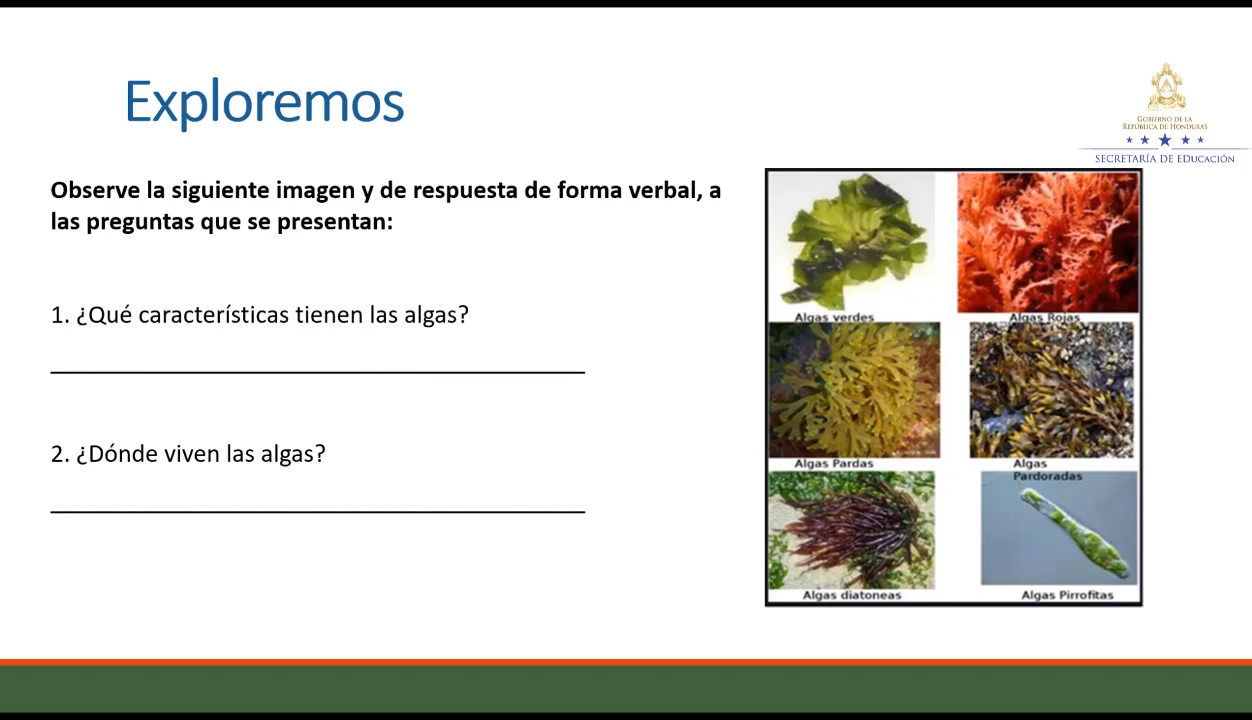 Exploremos
GOBIERNO DE LA
REPÚBLICA DE HONDURAS
SECRETARÍA DE EDUCACIÓN
Observe la siguiente imagen y de respuesta de forma verbal, a
las preguntas que se presentan:
1. ¿Qué características tienen las algas?
2. ¿Dónde viven las algas?
Algas verdes
Algas Rojas
Algas Pardas
Algas
Pardoradas
Algas diatoneas
Algas Pirrofitas